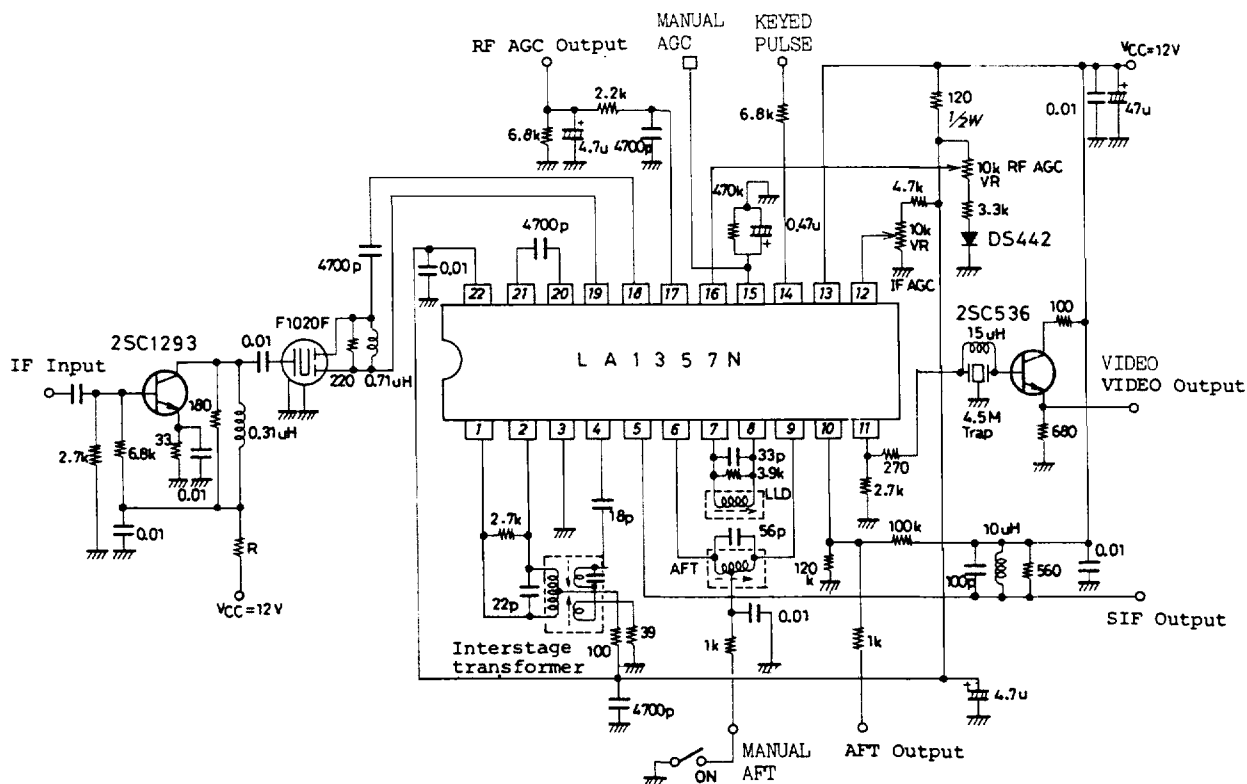 MANUAL
AGC
KEYED
PULSE
RF AGC Output
VCC=12V
2.2k
6.8k
4.7u
4700p
6.8k
120
1/2W
0.01
47u
470k
0.47u
4.7k
10k
VR
RF AGC
3.3k
DS442
10k
VR
IF AGC
4700p
4700p
0.01
22
21
20
19
18
17
16
15
14
13
12
2SC1293
F1020F
0.01
IF Input
220
0.71uH
LA1357N
2SC536
15uH
100
4.5M
Trap
VIDEO
VIDEO Output
680
180
0.31uH
2.7k
6.8k
33
0.01
0.01
R
VCC=12V
1
2
3
4
5
6
7
8
9
10
11
33p
3.9k
LLD
270
2.7k
2.7k
18p
22p
56p
AFT
120
k
100k
10uH
100p
560
0.01
SIF Output
39
100
Interstage
transformer
0.01
1k
1k
4700p
4.7u
MANUAL
AFT
ON
AFT Output